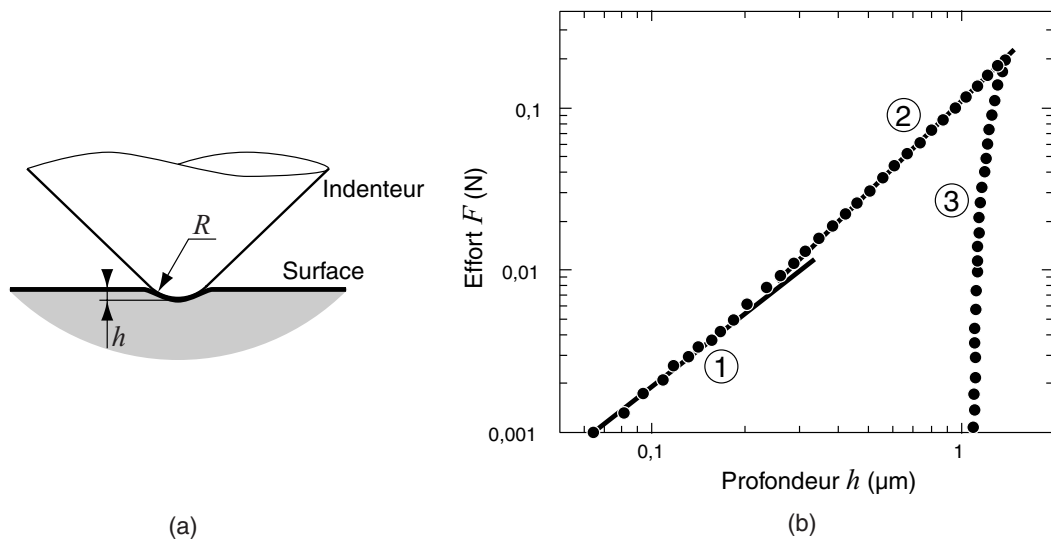 Indenteur
R
Surface
h
(a)
Effort F (N)
0,1
0,01
0,001
1
2
3
0,1
1
Profondeur h (µm)
(b)